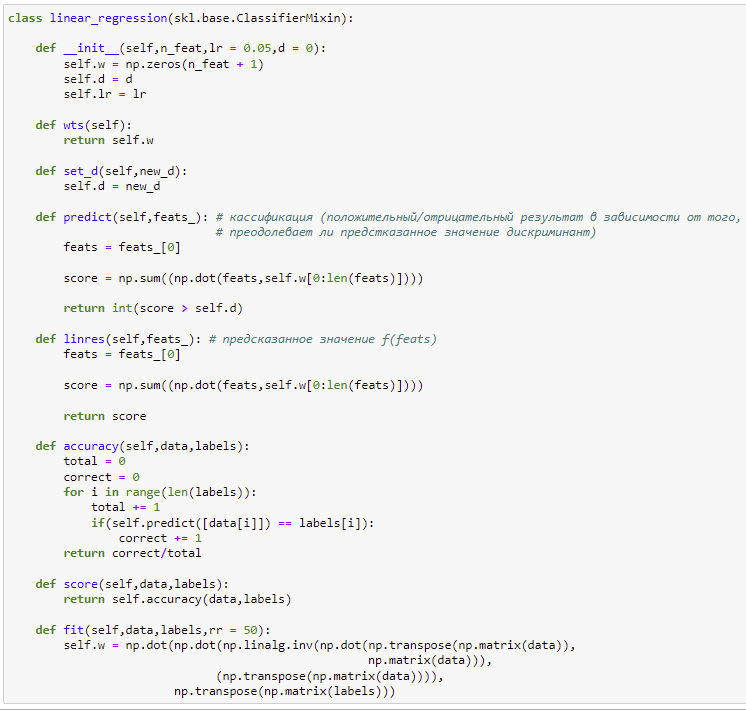 class linear_regression(skl.base.ClassifierMixin):
def __init__(self,n_feat,lr = 0.05,d = 0):
self.w = np.zeros(n_feat + 1)
self.d = d
self.lr = lr
def wts(self):
return self.w
def set_d(self,new_d):
self.d = new_d
def predict(self,feats_): # кассификация (положительный/отрицательный результат в зависимости от того,
# преодолевает ли предстказанное значение дискриминант)
feats = feats_[0]
score = np.sum((np.dot(feats,self.w[0:len(feats)])))
return int(score > self.d)
def linres(self,feats_): # предсказанное значение f(feats)
feats = feats_[0]
score = np.sum((np.dot(feats,self.w[0:len(feats)])))
return score
def accuracy(self,data,labels):
total = 0
correct = 0
for i in range(len(labels)):
total += 1
if(self.predict([data[i]]) == labels[i]):
correct += 1
return correct/total
def score(self,data,labels):
return self.accuracy(data,labels)
def fit(self,data,labels,rr = 50):
self.w = np.dot(np.dot(np.linalg.inv(np.dot(np.transpose(np.matrix(data)),
np.matrix(data))),
(np.transpose(np.matrix(data)))),
np.transpose(np.matrix(labels)))